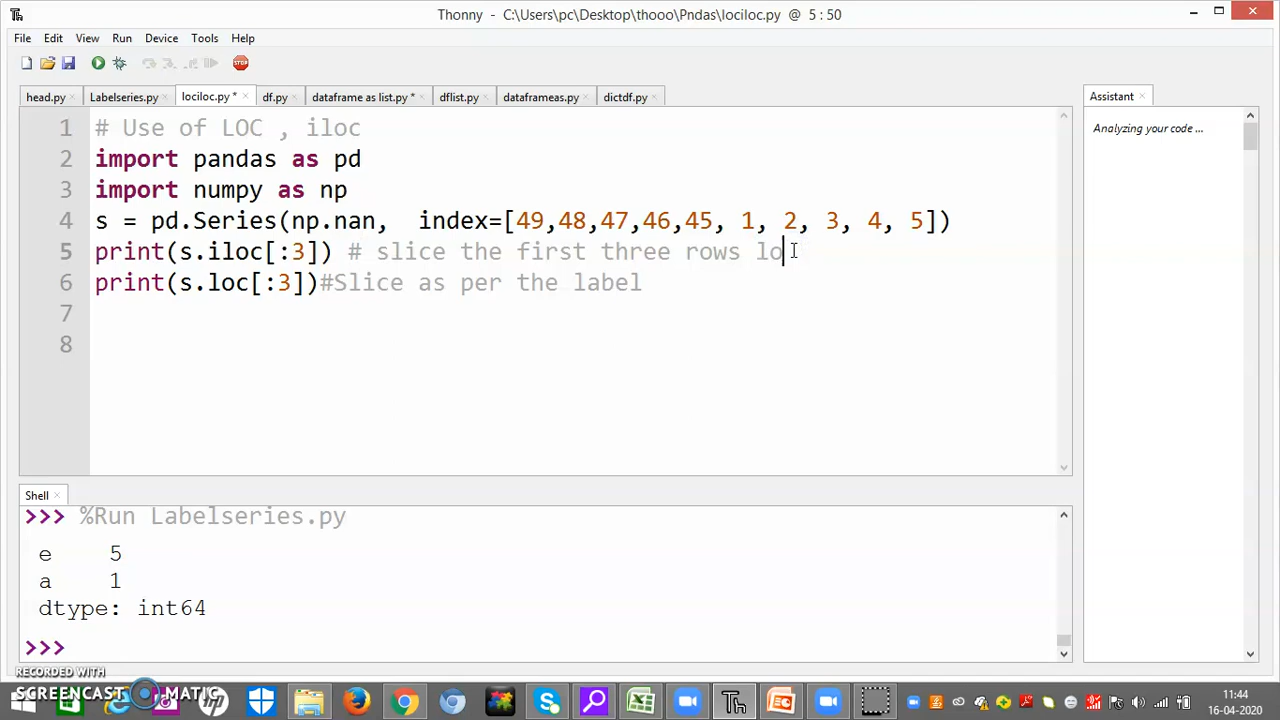 Thonny - C:\Users\pc\Desktop\thooo\Pndas\lociloc.py @ 5 : 50
File Edit View Run Device Tools Help
STOP
head.py Labelseries.py lociloc.py * df.py dataframe as list.py * dflist.py dataframeas.py dictdf.py
Assistant
1 # Use of LOC , iloc
2 import pandas as pd
3 import numpy as np
4 s = pd.Series(np.nan,  index=[49,48,47,46,45, 1, 2, 3, 4, 5])
5 print(s.iloc[:3]) # slice the first three rows lo
6 print(s.loc[:3])#Slice as per the label
7
8
Analyzing your code ...
Shell
>>> %Run Labelseries.py
e 5
a 1
dtype: int64
>>>
RECORDED WITH
SCREENCAST MATIC
11:44
16-04-2020